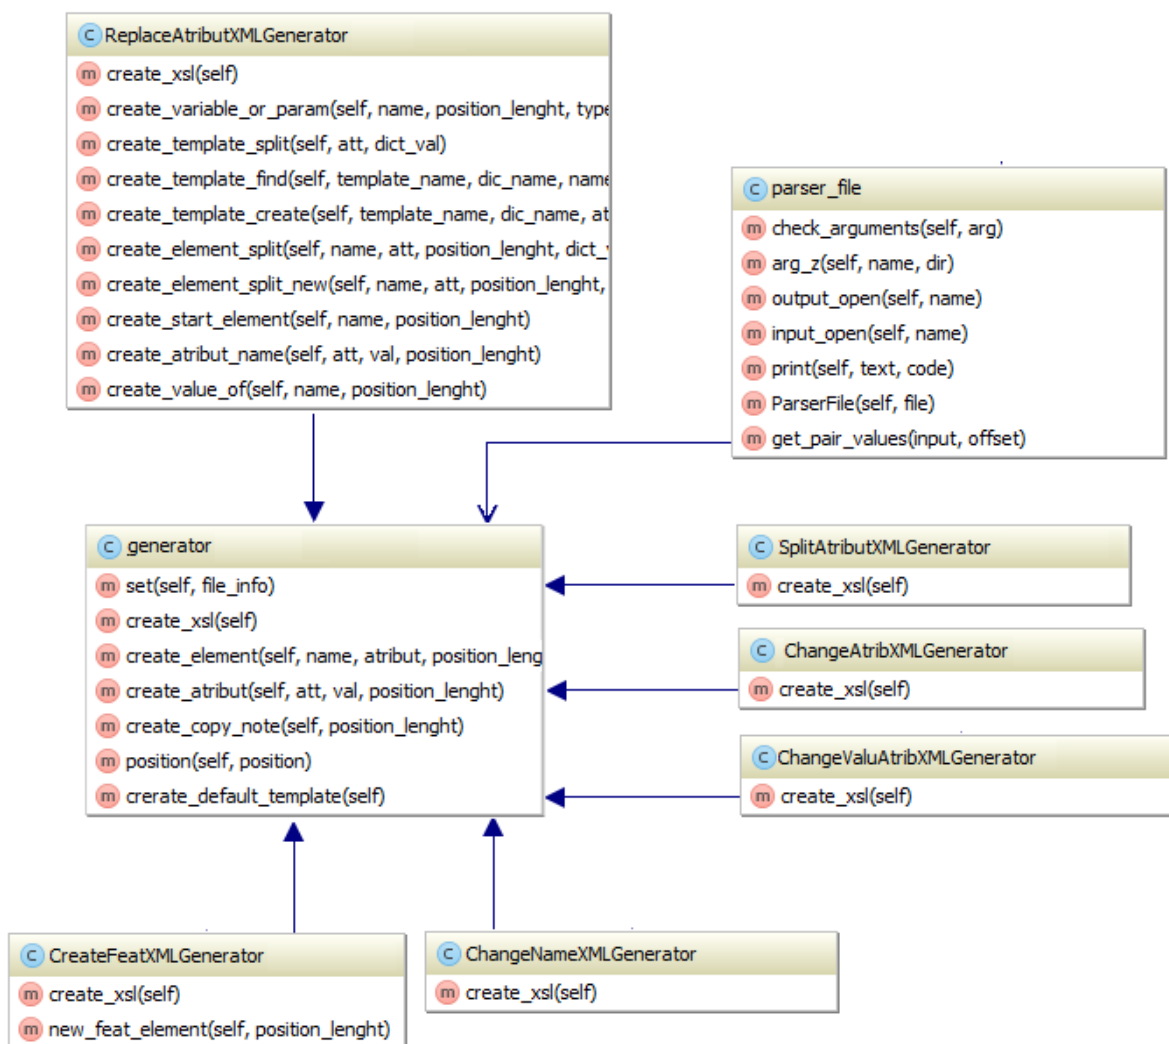 C ReplaceAtributXMLGenerator
m create_xsl(self)
m create_variable_or_param(self, name, position_lenght, type
m create_template_split(self, att, dict_val)
m create_template_find(self, template_name, dic_name, name
m create_template_create(self, template_name, dic_name, at
m create_element_split(self, name, att, position_lenght, dict_v
m create_element_split_new(self, name, att, position_lenght,
m create_start_element(self, name, position_lenght)
m create_atribut_name(self, att, val, position_lenght)
m create_value_of(self, name, position_lenght)
C parser_file
m check_arguments(self, arg)
m arg_z(self, name, dir)
m output_open(self, name)
m input_open(self, name)
m print(self, text, code)
m ParserFile(self, file)
m get_pair_values(input, offset)
C generator
m set(self, file_info)
m create_xsl(self)
m create_element(self, name, atribut, position_leng
m create_atribut(self, att, val, position_lenght)
m create_copy_note(self, position_lenght)
m position(self, position)
m crerate_default_template(self)
C SplitAtributXMLGenerator
m create_xsl(self)
C ChangeAtribXMLGenerator
m create_xsl(self)
C ChangeValuAtribXMLGenerator
m create_xsl(self)
C CreateFeatXMLGenerator
m create_xsl(self)
m new_feat_element(self, position_lenght)
C ChangeNameXMLGenerator
m create_xsl(self)